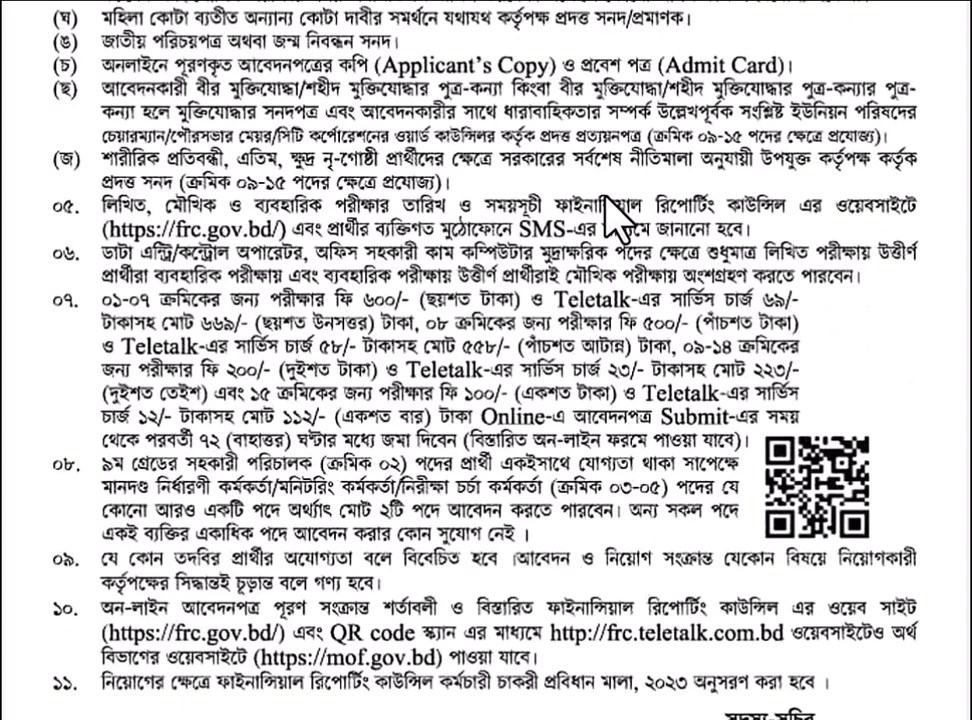 (ঘ) মহিলা কোটা ব্যতীত অন্যান্য কোটা দাবীর সমর্থনে যথাযথ কর্তৃপক্ষ প্রদত্ত সনদ/প্রমাণক।
(ঙ) জাতীয় পরিচয়পত্র অথবা জন্ম নিবন্ধন সনদ।
(চ) অনলাইনে পূরণকৃত আবেদনপত্রের কপি (Applicant's Copy) ও প্রবেশ পত্র (Admit Card)।
(ছ) আবেদনকারী বীর মুক্তিযোদ্ধা/শহীদ মুক্তিযোদ্ধার পুত্র-কন্যা কিংবা বীর মুক্তিযোদ্ধা/শহীদ মুক্তিযোদ্ধার পুত্র-কন্যার পুত্র-
কন্যা হলে মুক্তিযোদ্ধার সনদপত্র এবং আবেদনকারীর সাথে ধারাবাহিকতার সম্পর্ক উল্লেখপূর্বক সংশ্লিষ্ট ইউনিয়ন পরিষদের
চেয়ারম্যান/পৌরসভার মেয়র/সিটি কর্পোরেশনের ওয়ার্ড কাউন্সিলর কর্তৃক প্রদত্ত প্রত্যয়নপত্র (ক্রমিক ০৯-১৫ পদের ক্ষেত্রে প্রযোজ্য)।
(জ) শারীরিক প্রতিবন্ধী, এতিম, ক্ষুদ্র নৃ-গোষ্ঠী প্রার্থীদের ক্ষেত্রে সরকারের সর্বশেষ নীতিমালা অনুযায়ী উপযুক্ত কর্তৃপক্ষ কর্তৃক
প্রদত্ত সনদ (ক্রমিক ০৯-১৫ পদের ক্ষেত্রে প্রযোজ্য)।
০৫. লিখিত, মৌখিক ও ব্যবহারিক পরীক্ষার তারিখ ও সময়সূচী ফাইনান্সিয়াল রিপোর্টিং কাউন্সিল এর ওয়েবসাইটে
(https://frc.gov.bd/) এবং প্রার্থীর ব্যক্তিগত মুঠোফোনে SMS-এর জানানো হবে।
০৬. ডাটা এন্ট্রি/কন্ট্রোল অপারেটর, অফিস সহকারী কাম কম্পিউটার মুদ্রাক্ষরিক পদের ক্ষেত্রে শুধুমাত্র লিখিত পরীক্ষায় উত্তীর্ণ
প্রার্থীরা ব্যবহারিক পরীক্ষায় এবং ব্যবহারিক পরীক্ষায় উত্তীর্ণ প্রার্থীরাই মৌখিক পরীক্ষায় অংশগ্রহণ করতে পারবেন।
০৭. ০১-০৭ ক্রমিকের জন্য পরীক্ষার ফি ৬০০/- (ছয়শত টাকা) ও Teletalk-এর সার্ভিস চার্জ ৬৯/-
টাকাসহ মোট ৬৬৯/- (ছয়শত উনসত্তর) টাকা, ০৮ ক্রমিকের জন্য পরীক্ষার ফি ৫০০/- (পাঁচশত টাকা)
ও Teletalk-এর সার্ভিস চার্জ ৫৮/- টাকাসহ মোট ৫৫৮/- (পাঁচশত আটান্ন) টাকা, ০৯-১৪ ক্রমিকের
জন্য পরীক্ষার ফি ২০০/- (দুইশত টাকা) ও Teletalk-এর সার্ভিস চার্জ ২৩/- টাকাসহ মোট ২২৩/-
(দুইশত তেইশ) এবং ১৫ ক্রমিকের জন্য পরীক্ষার ফি ১০০/- (একশত টাকা) ও Teletalk-এর সার্ভিস
চার্জ ১২/- টাকাসহ মোট ১১২/- (একশত বার) টাকা Online-এ আবেদনপত্র Submit-এর সময়
থেকে পরবর্তী ৭২ (বাহাত্তর) ঘণ্টার মধ্যে জমা দিবেন (বিস্তারিত অন-লাইন ফরমে পাওয়া যাবে)।
০৮. ৯ম গ্রেডের সহকারী পরিচালক (ক্রমিক ০২) পদের প্রার্থী একইসাথে যোগ্যতা থাকা সাপেক্ষে
মানদণ্ড নির্ধারণী কর্মকর্তা/মনিটরিং কর্মকর্তা/নিরীক্ষা চর্চা কর্মকর্তা (ক্রমিক ০৩-০৫) পদের যে
কোনো আরও একটি পদে অর্থ্যাৎ মোট ২টি পদে আবেদন করতে পারবেন। অন্য সকল পদে
একই ব্যক্তির একাধিক পদে আবেদন করার কোন সুযোগ নেই ।
০৯. যে কোন তদবির প্রার্থীর অযোগ্যতা বলে বিবেচিত হবে ।আবেদন ও নিয়োগ সংক্রান্ত যেকোন বিষয়ে নিয়োগকারী
কর্তৃপক্ষের সিদ্ধান্তই চূড়ান্ত বলে গণ্য হবে।
১০. অন-লাইন আবেদনপত্র পূরণ সংক্রান্ত শর্তাবলী ও বিস্তারিত ফাইনান্সিয়াল রিপোর্টিং কাউন্সিল এর ওয়েব সাইট
(https://frc.gov.bd/) এবং QR code স্ক্যান এর মাধ্যমে http://frc.teletalk.com.bd ওয়েবসাইটেও অর্থ
বিভাগের ওয়েবসাইটে (https://mof.gov.bd) পাওয়া যাবে।
১১. নিয়োগের ক্ষেত্রে ফাইনান্সিয়াল রিপোর্টিং কাউন্সিল কর্মচারী চাকরী প্রবিধান মালা, ২০২৩ অনুসরণ করা হবে ।
সদস্য-সচিব